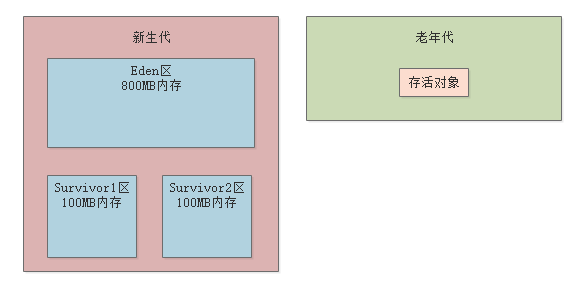 新生代
Eden区
800MB内存
Survivor1区
100MB内存
Survivor2区
100MB内存
老年代
存活对象